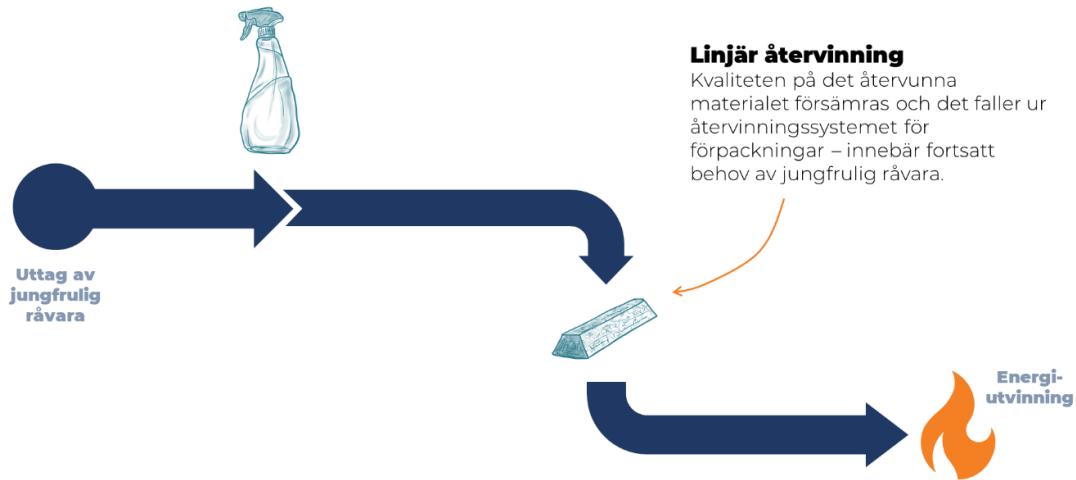 Linjär återvinning
Kvaliteten på det återvunna
materialet försämras och det faller ur
återvinningssystemet för
förpackningar – innebär fortsatt
behov av jungfrulig råvara.
Uttag av
jungfrulig
råvara
Energi-
utvinning